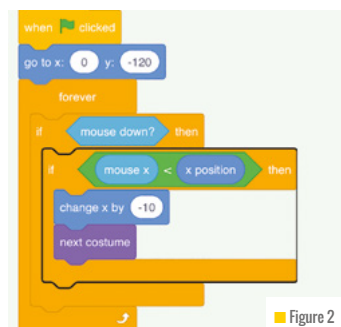 when clicked
go to x: 0 y: -120
forever
if mouse down? then
if mouse x < x position then
change x by -10
next costume
Figure 2